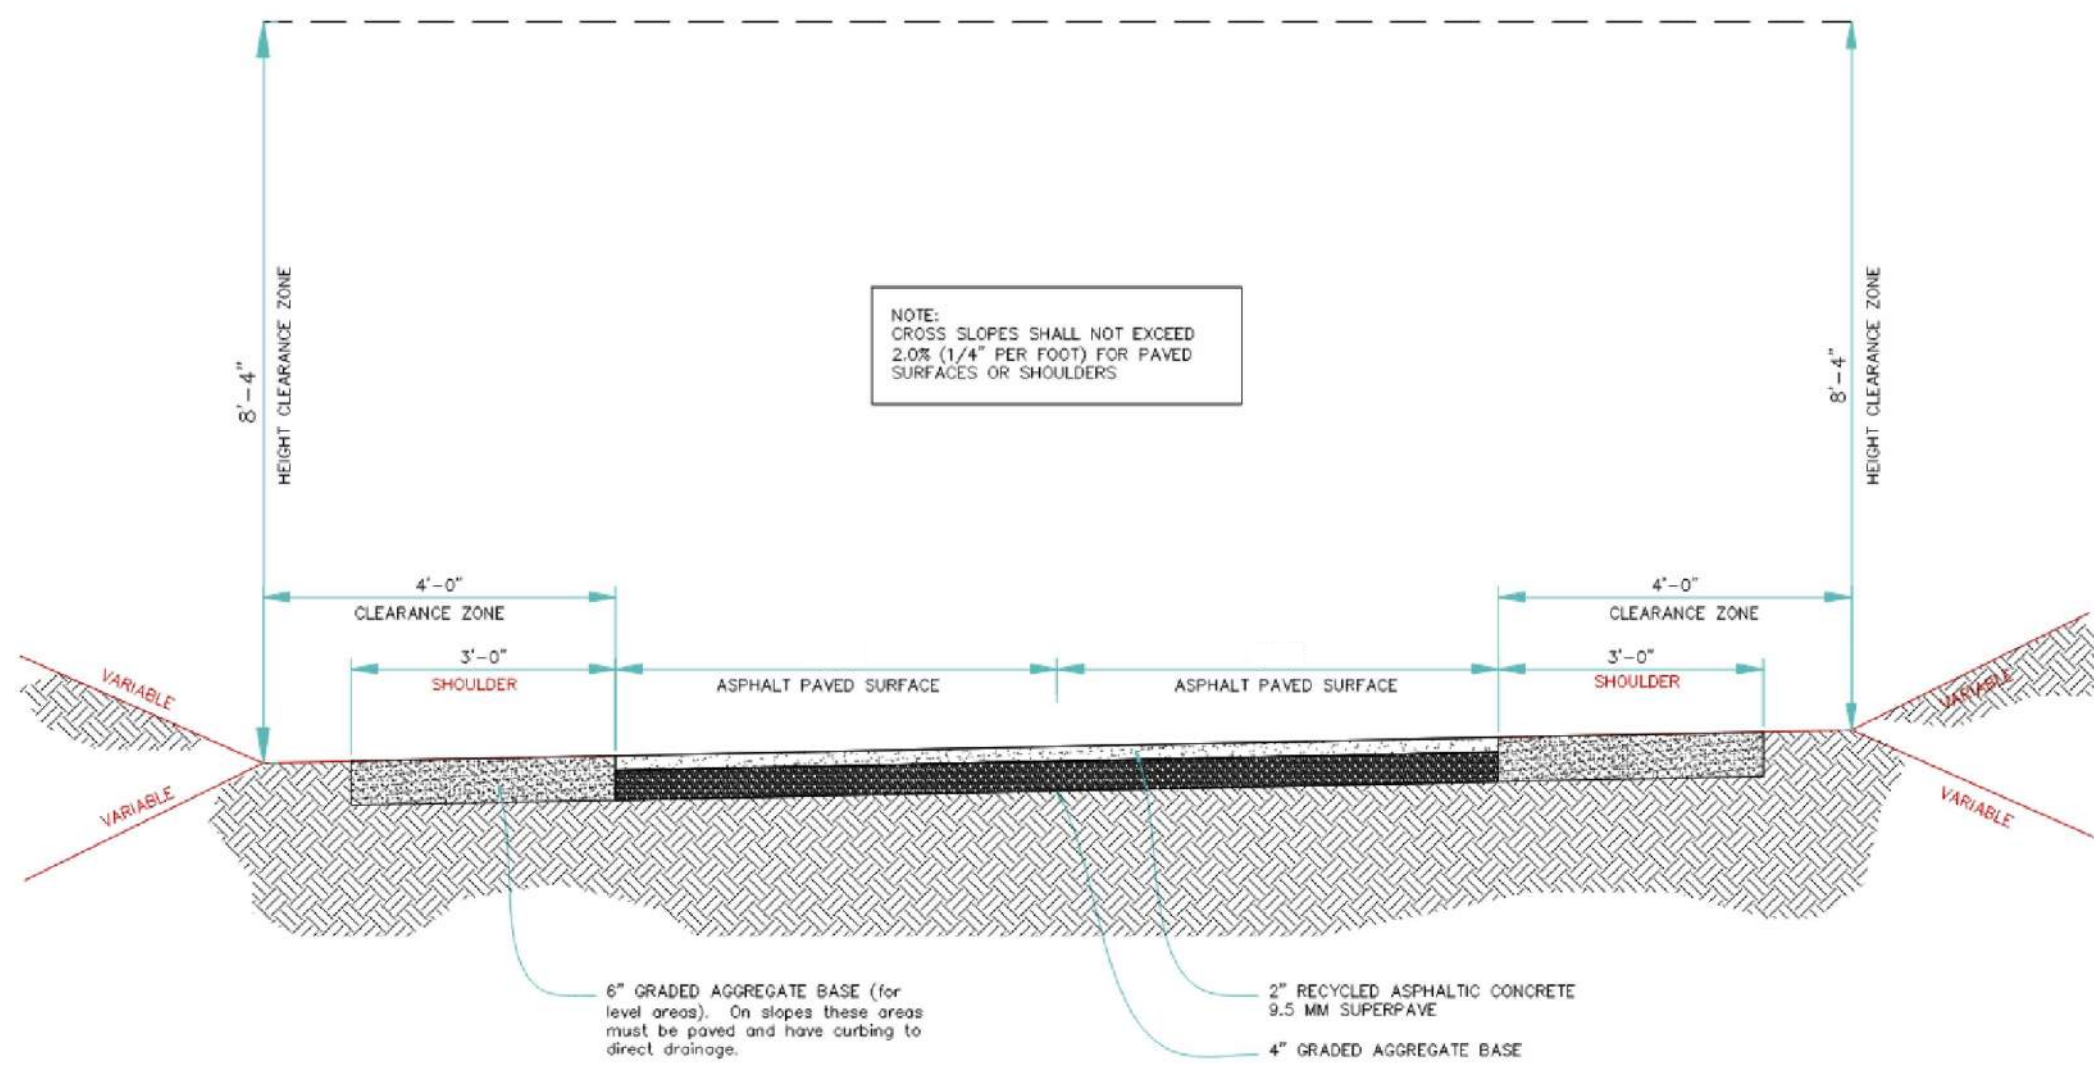 8'-4"
HEIGHT CLEARANCE ZONE
NOTE:
CROSS SLOPES SHALL NOT EXCEED
2.0% (1/4" PER FOOT) FOR PAVED
SURFACES OR SHOULDERS
8'-4"
HEIGHT CLEARANCE ZONE
4'-0"
CLEARANCE ZONE
4'-0"
CLEARANCE ZONE
3'-0"
SHOULDER
ASPHALT PAVED SURFACE
ASPHALT PAVED SURFACE
3'-0"
SHOULDER
VARIABLE
VARIABLE
VARIABLE
VARIABLE
6" GRADED AGGREGATE BASE (for
level areas). On slopes these areas
must be paved and have curbing to
direct drainage.
2" RECYCLED ASPHALTIC CONCRETE
9.5 MM SUPERPAVE
4" GRADED AGGREGATE BASE